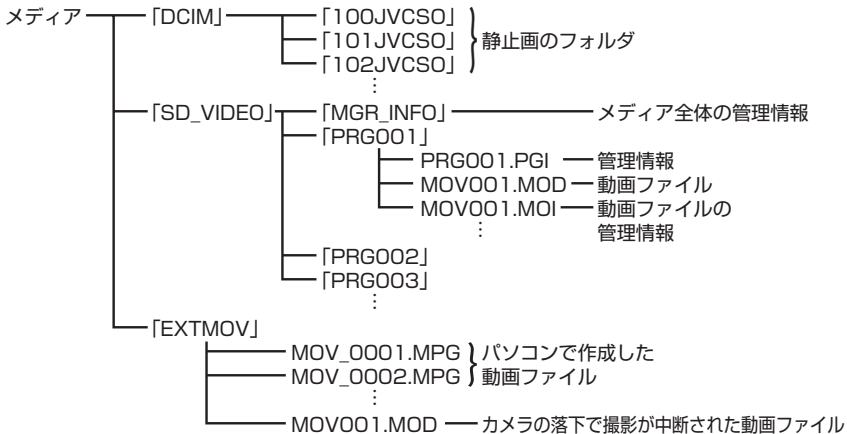 メディア 「DCIM」 「100JVCSO」
「101JVCSO」 静止画のフォルダ
「102JVCSO」
⋮
「SD_VIDEO」 「MGR_INFO」 メディア全体の管理情報
「PRG001」
PRG001.PGI 管理情報
MOV001.MOD 動画ファイル
MOV001.MOI 動画ファイルの
⋮ 管理情報
「PRG002」
「PRG003」
⋮
「EXTMOV」
MOV_0001.MPG パソコンで作成した
MOV_0002.MPG 動画ファイル
⋮
MOV001.MOD カメラの落下で撮影が中断された動画ファイル